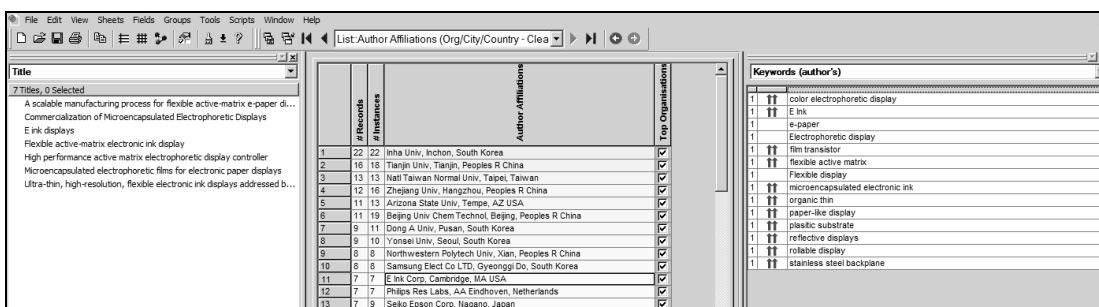 File Edit View Sheets Fields Groups Tools Scripts Window Help
List:Author Affiliations (Org/City/Country - Clea
Title
7 Titles, 0 Selected
A scalable manufacturing process for flexible active-matrix e-paper di...
Commercialization of Microencapsulated Electrophoretic Displays
E ink displays
Flexible active-matrix electronic ink display
High performance active matrix electrophoretic display controller
Microencapsulated electrophoretic films for electronic paper displays
Ultra-thin, high-resolution, flexible electronic ink displays addressed b...
# Records # Instances Author Affiliations Top Organisations
1 22 22 Inha Univ, Inchon, South Korea
2 16 18 Tianjin Univ, Tianjin, Peoples R China
3 13 13 Natl Taiwan Normal Univ, Taipei, Taiwan
4 12 16 Zhejiang Univ, Hangzhou, Peoples R China
5 11 13 Arizona State Univ, Tempe, AZ USA
6 11 19 Beijing Univ Chem Technol, Beijing, Peoples R China
7 9 11 Dong A Univ, Pusan, South Korea
8 9 10 Yonsei Univ, Seoul, South Korea
9 8 8 Northwestern Polytech Univ, Xian, Peoples R China
10 8 8 Samsung Elect Co LTD, Gyeonggi Do, South Korea
11 7 7 E Ink Corp, Cambridge, MA USA
12 7 7 Philips Res Labs, AA Eindhoven, Netherlands
13 7 9 Seiko Epson Corp, Nagano, Japan
Keywords (author's)
1 color electrophoretic display
1 E Ink
1 e-paper
1 Electrophoretic display
1 film transistor
1 flexible active matrix
1 Flexible display
1 microencapsulated electronic ink
1 organic thin
1 paper-like display
1 plasitic substrate
1 reflective displays
1 rollable display
1 stainless steel backplane